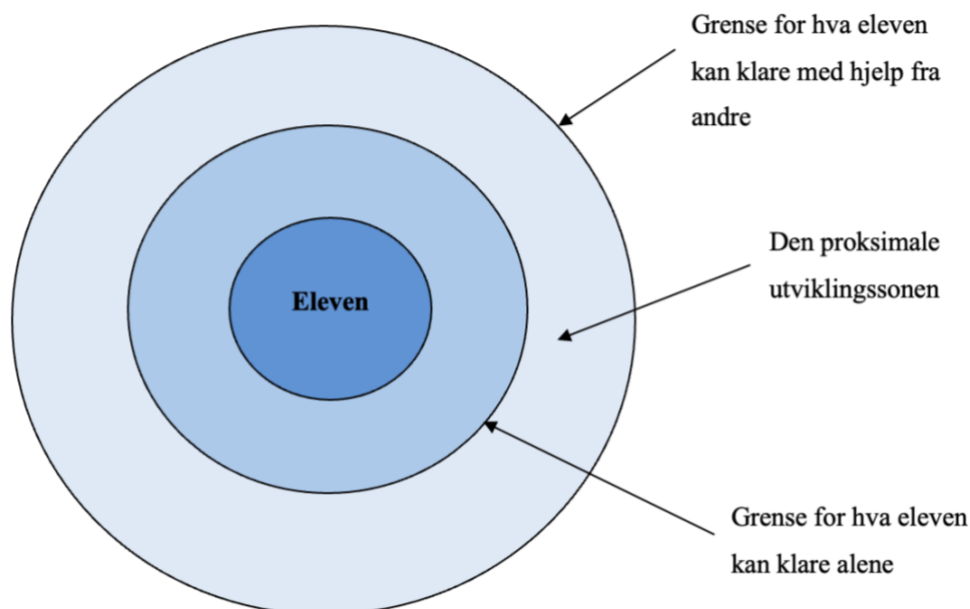 Grense for hva eleven
kan klare med hjelp fra
andre
Den proksimale
utviklingssonen
Eleven
Grense for hva eleven
kan klare alene